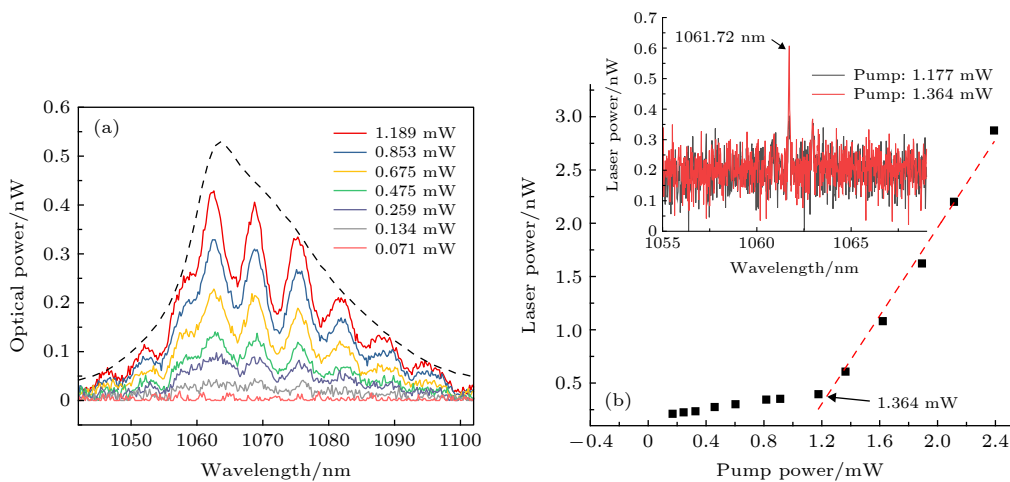 (a)
Optical power/nW
0.6
0.5
0.4
0.3
0.2
0.1
0
1.189 mW
0.853 mW
0.675 mW
0.475 mW
0.259 mW
0.134 mW
0.071 mW
1050 1060 1070 1080 1090 1100
Wavelength/nm
(b)
Laser power/nW
3.0
2.5
2.0
1.5
1.0
0.5
1.364 mW
−0.4 0 0.4 0.8 1.2 1.6 2.0 2.4
Pump power/mW
Laser power/nW
0.7
0.6
0.5
0.4
0.3
0.2
0.1
0
1061.72 nm
Pump: 1.177 mW
Pump: 1.364 mW
1055 1060 1065
Wavelength/nm